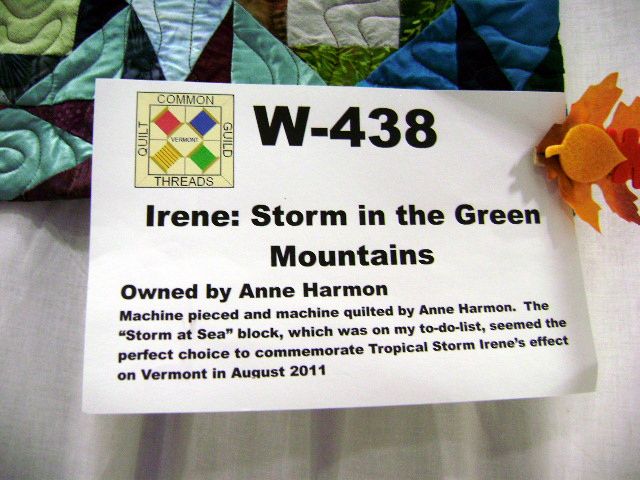 COMMON
QUILT
VERMONT
GUILD
THREADS
W-438
Irene: Storm in the Green
Mountains
Owned by Anne Harmon
Machine pieced and machine quilted by Anne Harmon. The
“Storm at Sea” block, which was on my to-do-list, seemed the
perfect choice to commemorate Tropical Storm Irene’s effect
on Vermont in August 2011